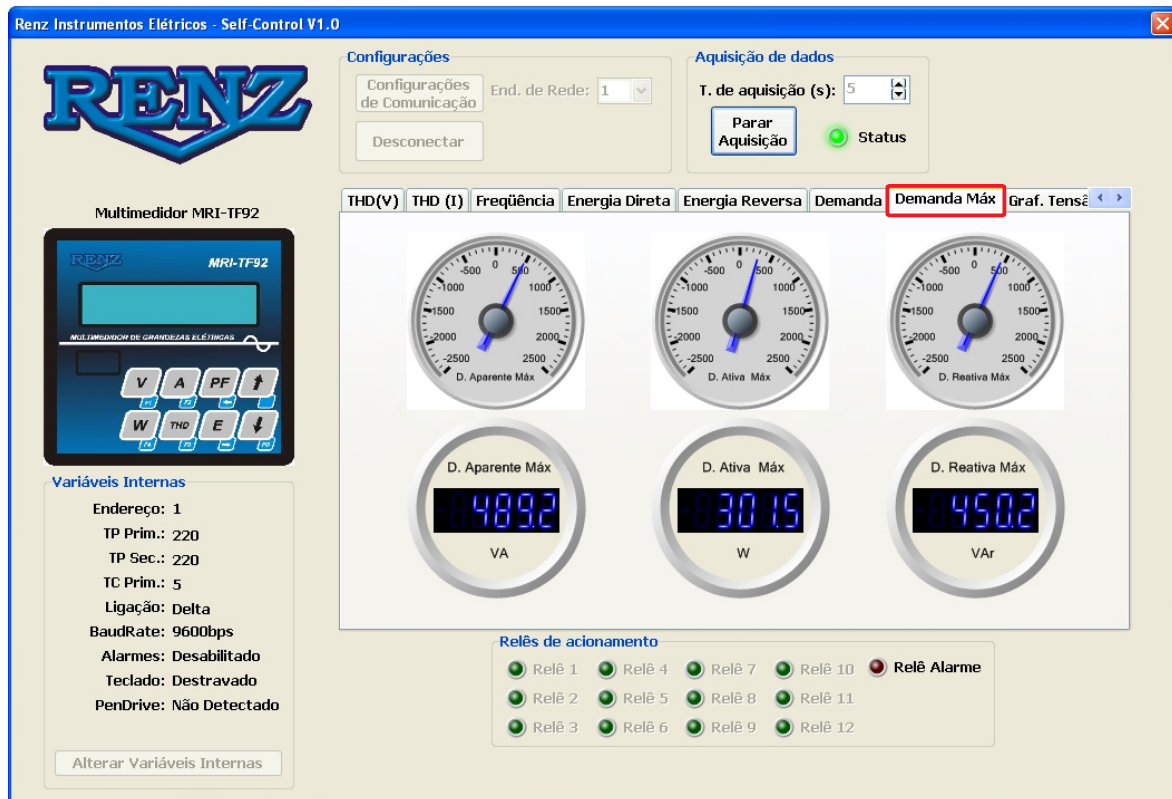 Renz Instrumentos Elétricos - Self-Control V1.0
RENZ
Configurações
Configurações
de Comunicação
End. de Rede: 1
Desconectar
Aquisição de dados
T. de aquisição (s): 5
Parar
Aquisição
Status
Multimedidor MRI-TF92
RENZ MRI-TF92
MULTIMEDIDOR DE GRANDEZAS ELÉTRICAS
V A PF
F1 F2
W THD E
F4 F5
THD(V) THD (I) Freqüência Energia Direta Energia Reversa Demanda Demanda Máx Graf. Tensã
-500 0 500
-1000 1000
-1500 1500
-2000 2000
-2500 2500
D. Aparente Máx
-500 0 500
-1000 1000
-1500 1500
-2000 2000
-2500 2500
D. Ativa Máx
-500 0 500
-1000 1000
-1500 1500
-2000 2000
-2500 2500
D. Reativa Máx
D. Aparente Máx
489.2
VA
D. Ativa Máx
301.5
W
D. Reativa Máx
450.2
VAr
Variáveis Internas
Endereço: 1
TP Prim.: 220
TP Sec.: 220
TC Prim.: 5
Ligação: Delta
BaudRate: 9600bps
Alarmes: Desabilitado
Teclado: Destravado
PenDrive: Não Detectado
Alterar Variáveis Internas
Relês de acionamento
Relê 1 Relê 4 Relê 7 Relê 10 Relê Alarme
Relê 2 Relê 5 Relê 8 Relê 11
Relê 3 Relê 6 Relê 9 Relê 12